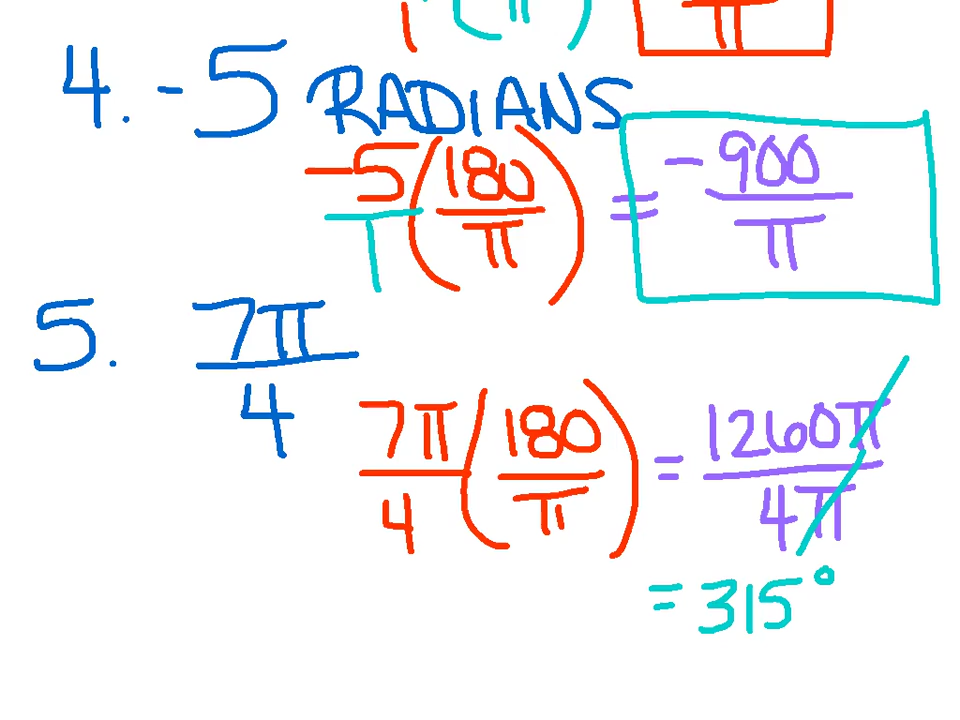 (π) π
4. -5 RADIANS
-5/1 (180/π) = -900/π
5. 7π/4
7π/4 (180/π) = 1260π/4π
= 315°